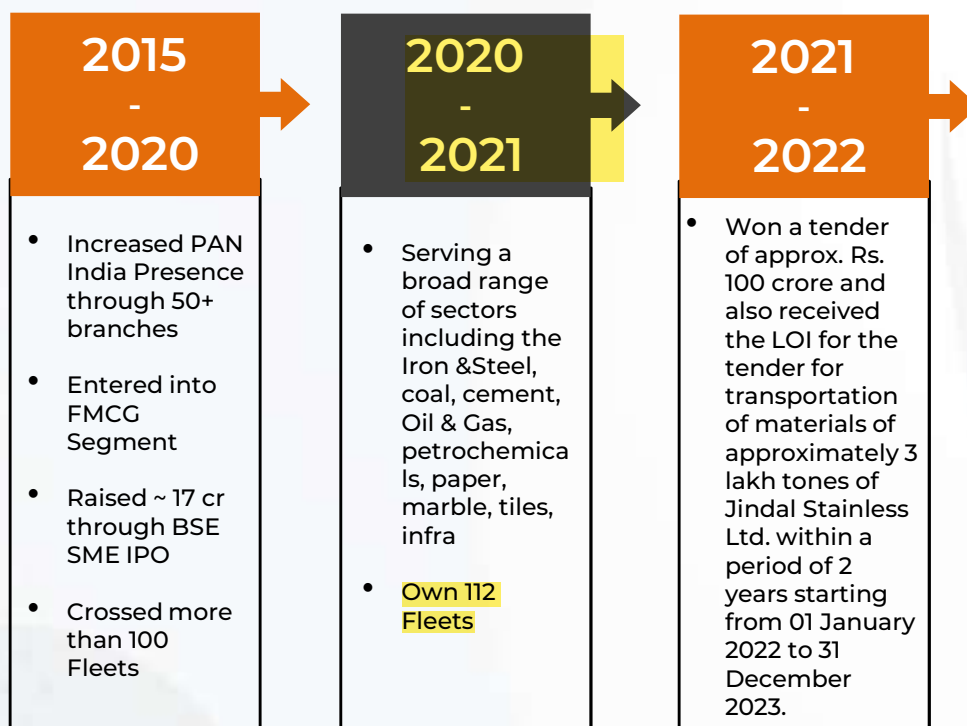 2015
-
2020
• Increased PAN
India Presence
through 50+
branches
• Entered into
FMCG
Segment
• Raised ~ 17 cr
through BSE
SME IPO
• Crossed more
than 100
Fleets
2020
-
2021
• Serving a
broad range
of sectors
including the
Iron &Steel,
coal, cement,
Oil & Gas,
petrochemica
ls, paper,
marble, tiles,
infra
• Own 112
Fleets
2021
-
2022
• Won a tender
of approx. Rs.
100 crore and
also received
the LOI for the
tender for
transportation
of materials of
approximately 3
lakh tones of
Jindal Stainless
Ltd. within a
period of 2
years starting
from 01 January
2022 to 31
December
2023.